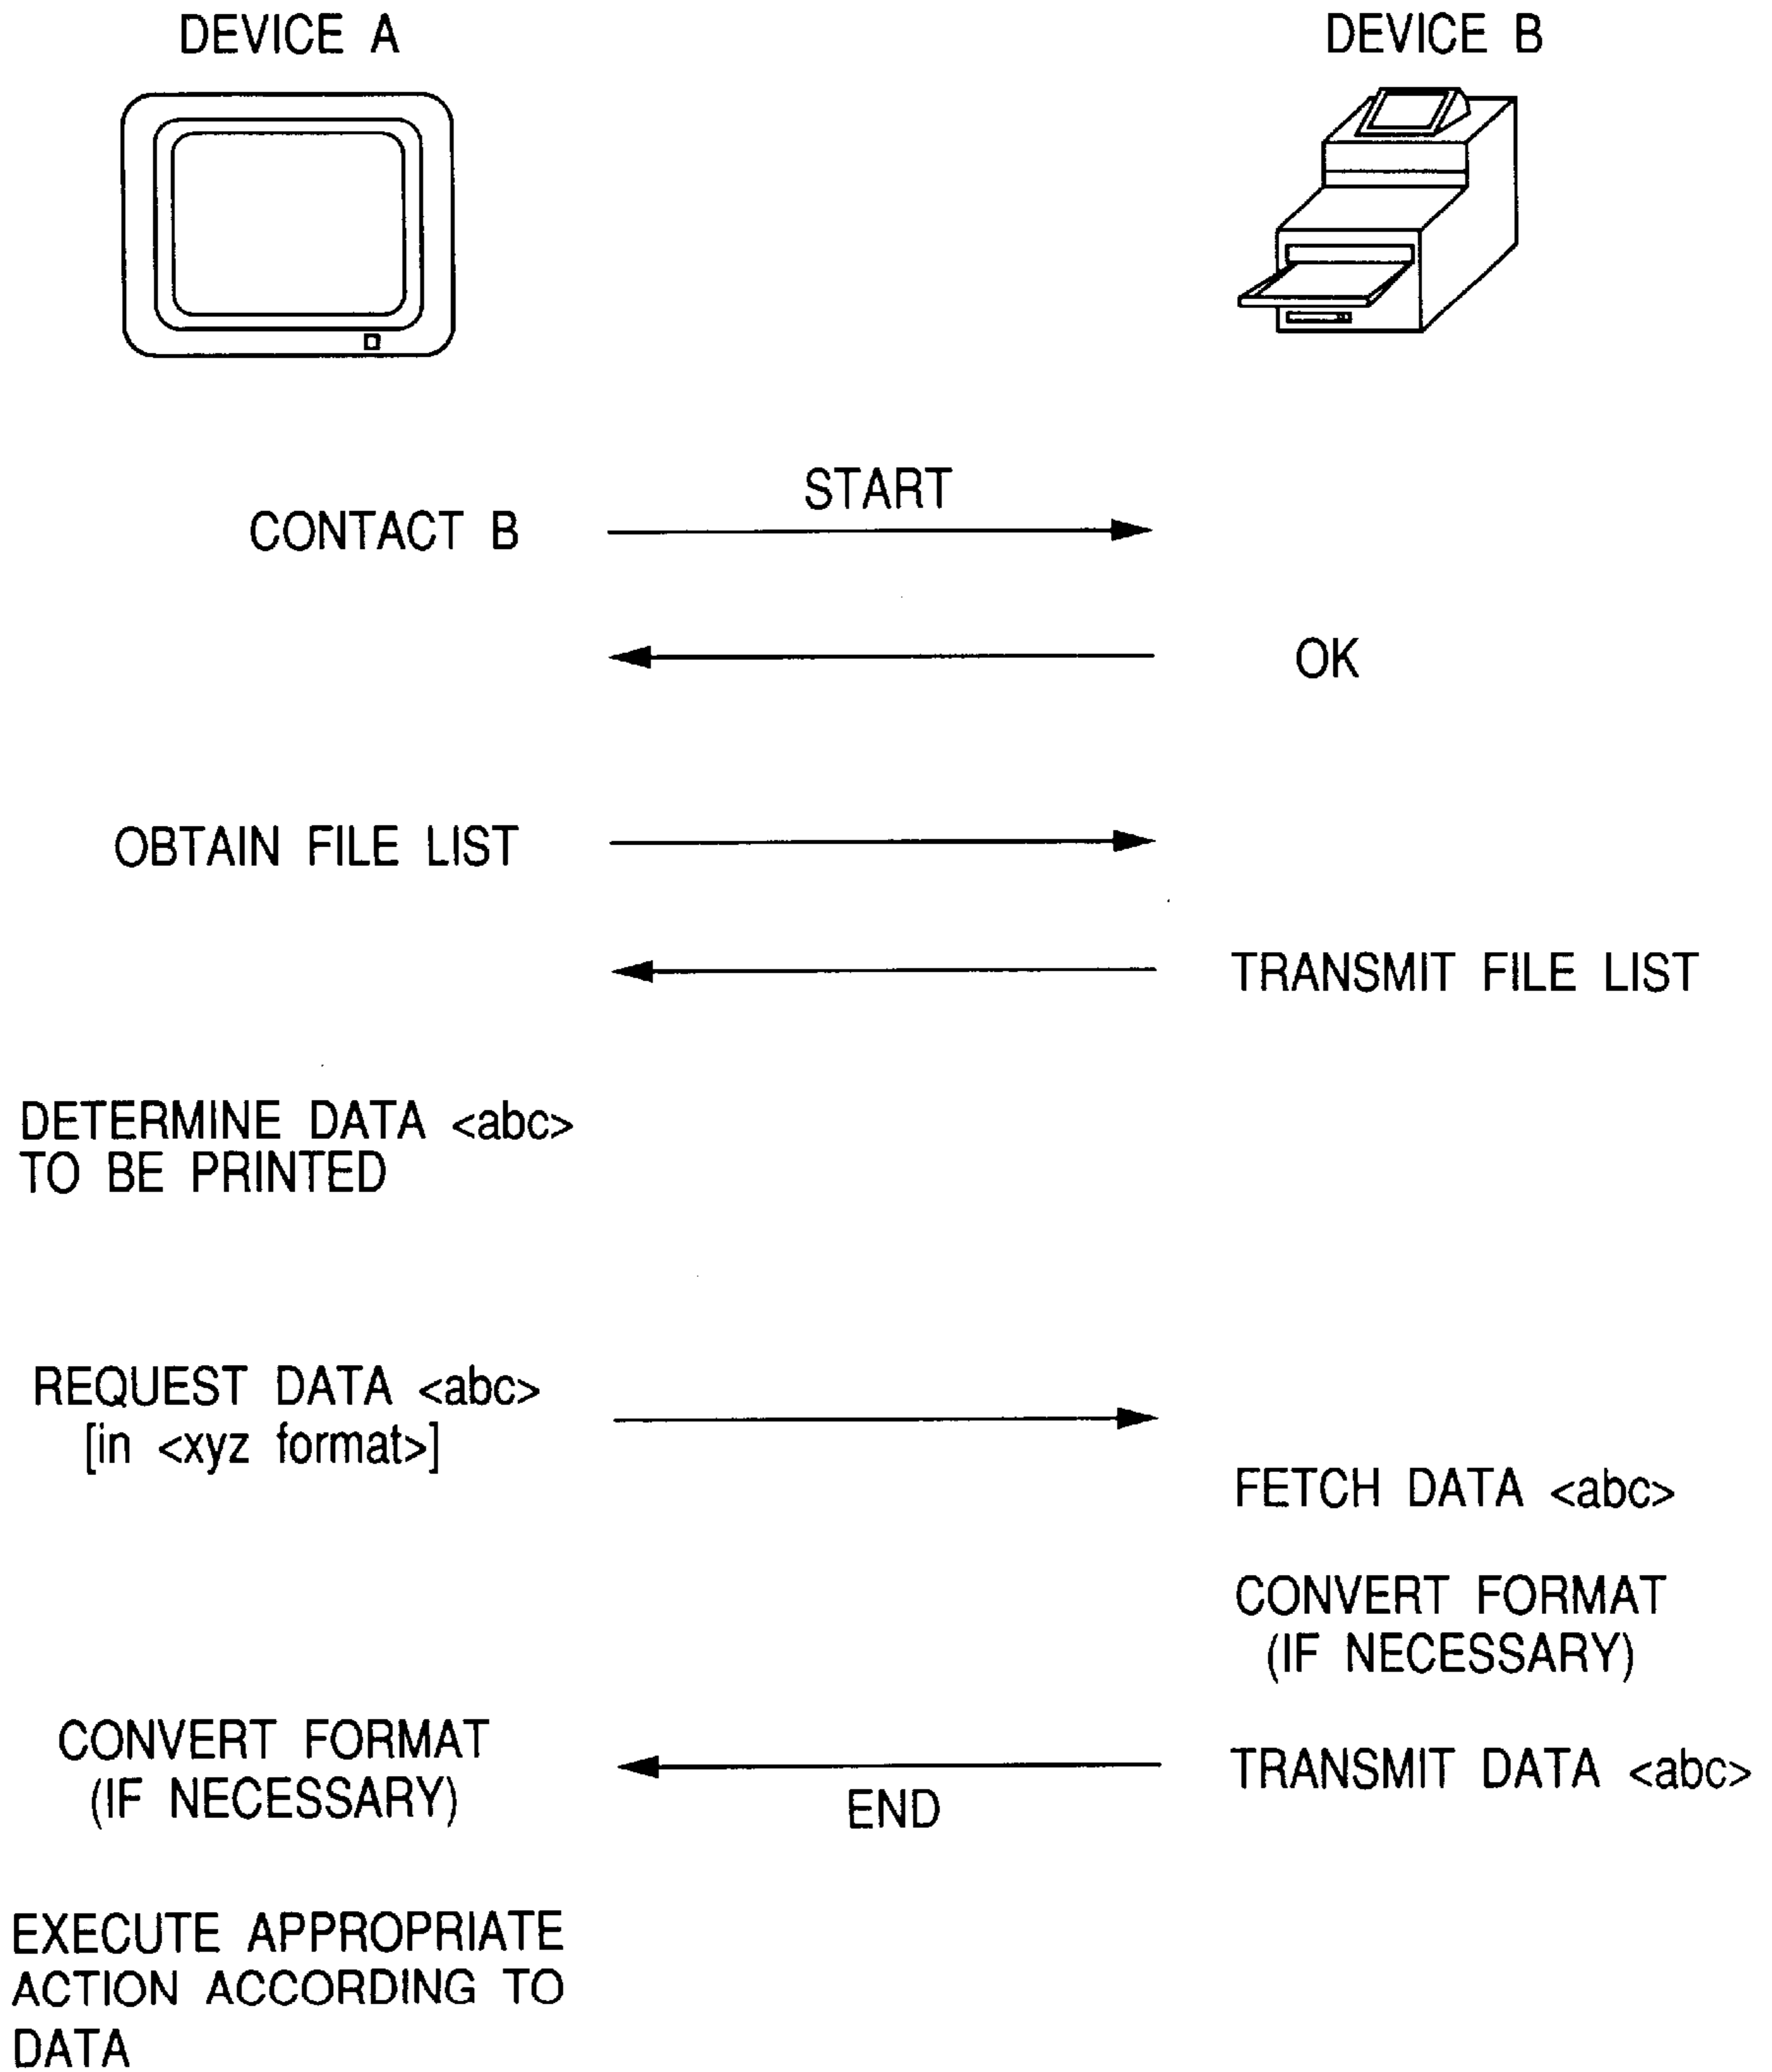 DEVICE A
DEVICE B
START
CONTACT B
OK
OBTAIN FILE LIST
TRANSMIT FILE LIST
DETERMINE DATA <abc>
TO BE PRINTED
REQUEST DATA <abc>
[in <xyz format>]
FETCH DATA <abc>
CONVERT FORMAT
(IF NECESSARY)
CONVERT FORMAT
(IF NECESSARY)
TRANSMIT DATA <abc>
END
EXECUTE APPROPRIATE
ACTION ACCORDING TO
DATA